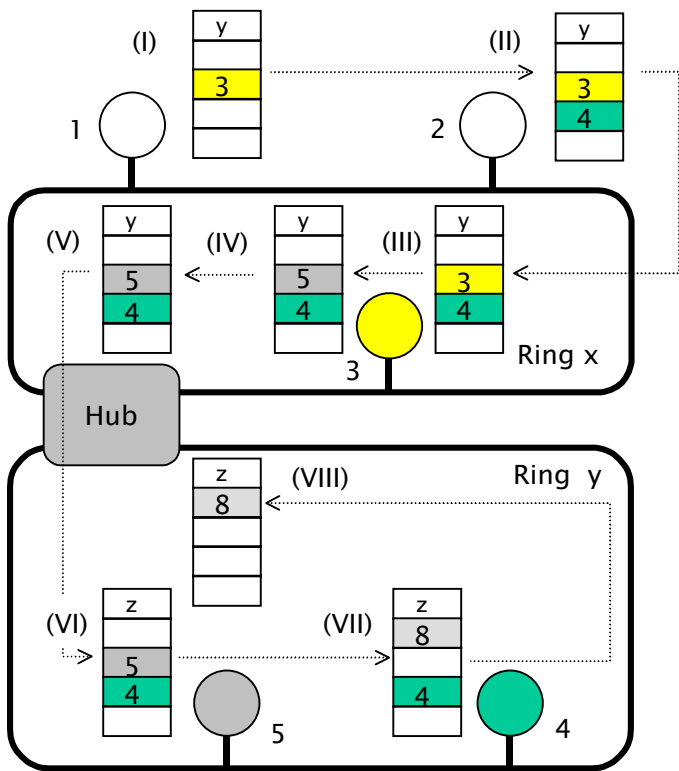 (I)
y
3
(II)
y
3
4
1
2
(V)
y
5
4
(IV)
y
5
4
(III)
y
3
4
3
Ring x
Hub
Ring y
z
8
(VIII)
(VI)
z
5
4
(VII)
z
8
4
5
4